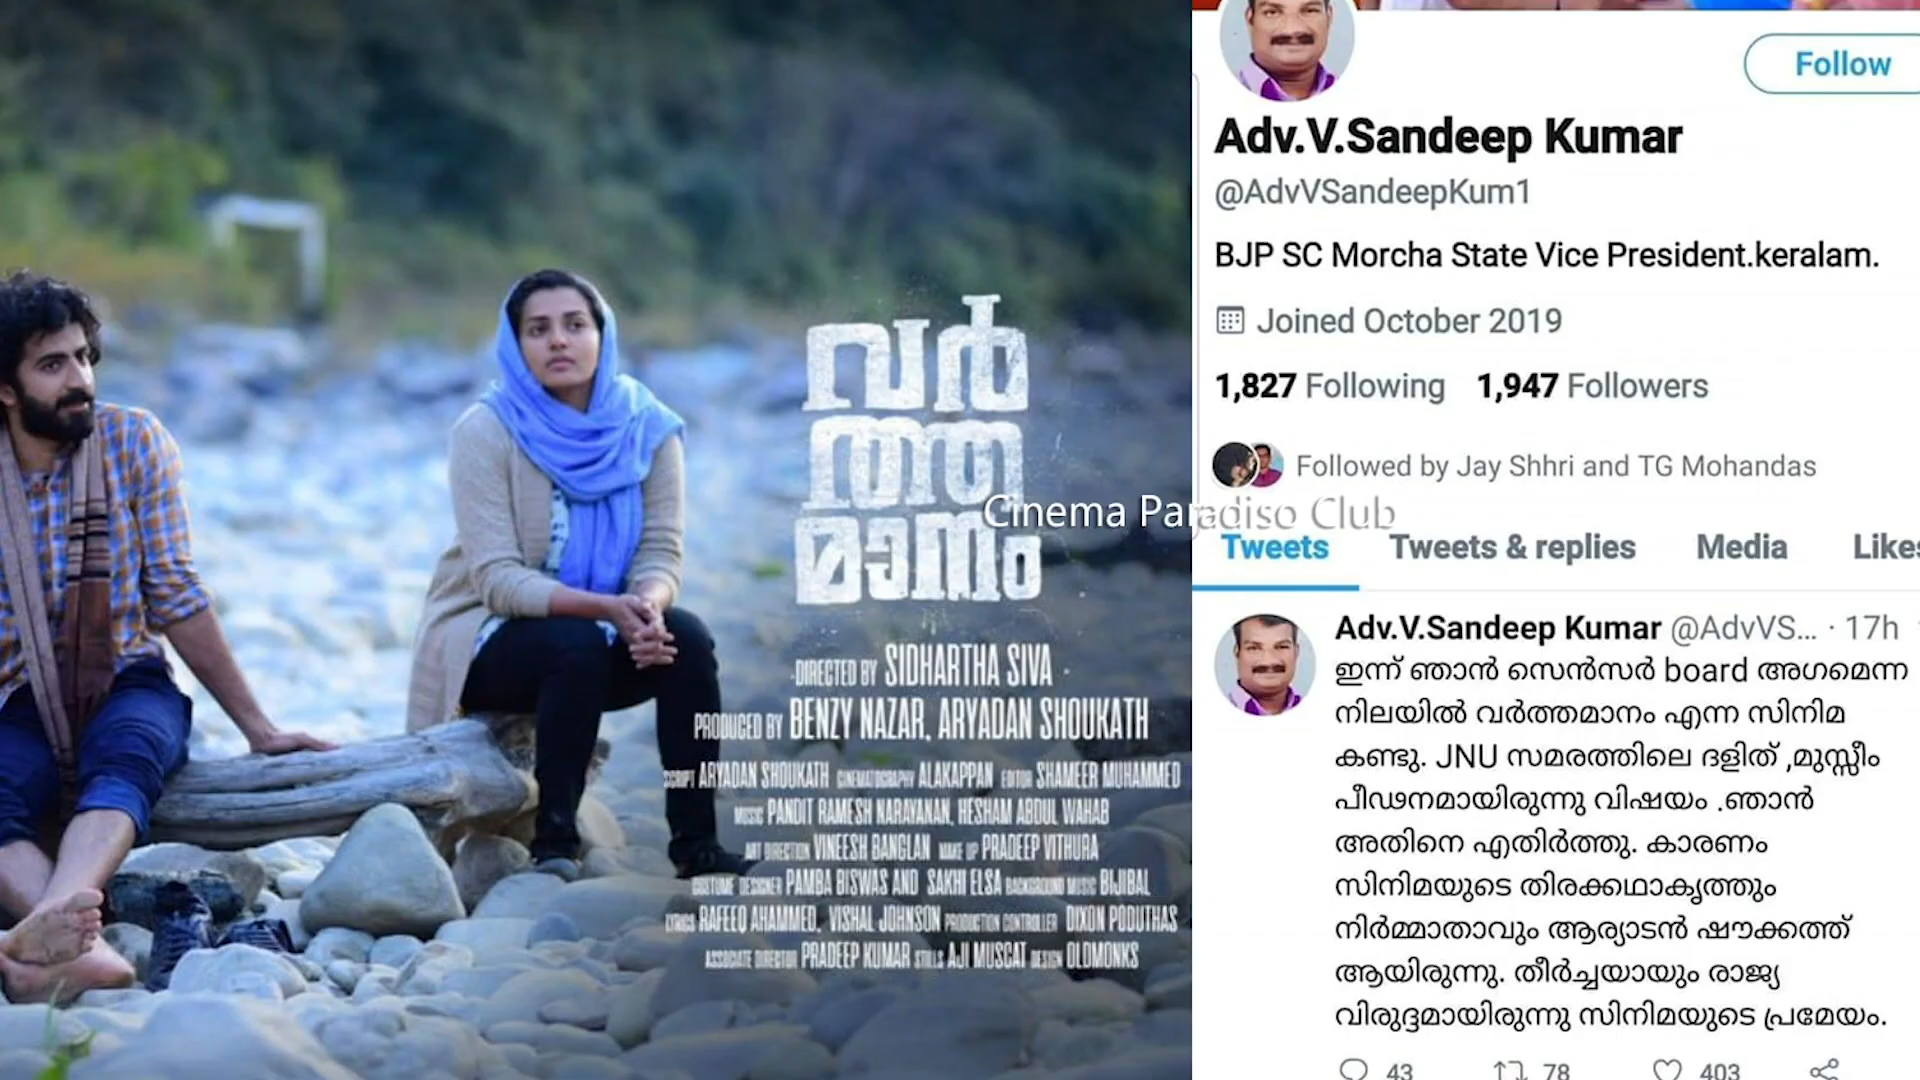 വർ
ത്ത
മാനം
·DIRECTED BY SIDHARTHA SIVA·
PRODUCED BY BENZY NAZAR, ARYADAN SHOUKATH
SCRIPT ARYADAN SHOUKATH CINEMATOGRAPHY ALAKAPPAN EDITOR SHAMEER MUHAMMED
MUSIC PANDIT RAMESH NARAYANAN, HESHAM ABDUL WAHAB
ART DIRECTION VINEESH BANGLAN MAKE UP PRADEEP VITHURA
COSTUME DESIGNER PAMBA BISWAS AND SAKHI ELSA BACKGROUND MUSIC BIJIBAL
LYRICS RAFEEQ AHAMMED, VISHAL JOHNSON PRODUCTION CONTROLLER DIXON PODUTHAS
ASSOCIATE DIRECTOR PRADEEP KUMAR STILLS AJI MUSCAT DESIGN OLDMONKS
Cinema Paradiso Club
Follow
Adv.V.Sandeep Kumar
@AdvVSandeepKum1
BJP SC Morcha State Vice President.keralam.
Joined October 2019
1,827 Following 1,947 Followers
Followed by Jay Shhri and TG Mohandas
Tweets Tweets & replies Media Likes
Adv.V.Sandeep Kumar @AdvVS... · 17h
ഇന്ന് ഞാൻ സെൻസർ board അഗമെന്ന
നിലയിൽ വർത്തമാനം എന്ന സിനിമ
കണ്ടു. JNU സമരത്തിലെ ദളിത് ,മുസ്സീം
പീഢനമായിരുന്നു വിഷയം .ഞാൻ
അതിനെ എതിർത്തു. കാരണം
സിനിമയുടെ തിരക്കഥാകൃത്തും
നിർമ്മാതാവും ആര്യാടൻ ഷൗക്കത്ത്
ആയിരുന്നു. തീർച്ചയായും രാജ്യ
വിരുദ്ദമായിരുന്നു സിനിമയുടെ പ്രമേയം.
43 78 403